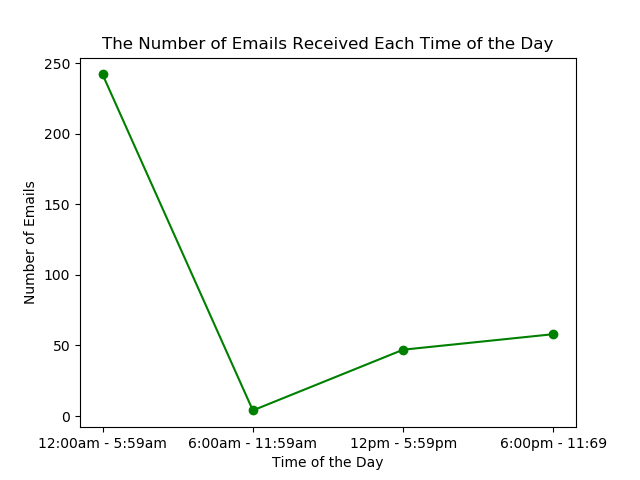 The Number of Emails Received Each Time of the Day
250
200
150
100
50
0
Number of Emails
12:00am - 5:59am 6:00am - 11:59am 12pm - 5:59pm 6:00pm - 11:69
Time of the Day